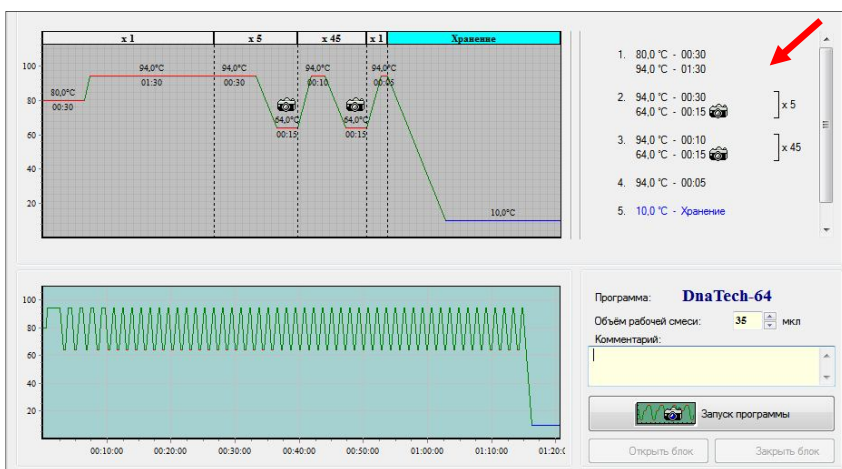 x 1 x 5 x 45 x 1 Хранение
100
80
60
40
20
80,0°C
00:30
94,0°C
01:30
94,0°C
00:30
64,0°C
00:15
94,0°C
00:10
64,0°C
00:15
94,0°C
00:05
10,0°C
1. 80,0 °C - 00:30
94,0 °C - 01:30
2. 94,0 °C - 00:30
64,0 °C - 00:15
x 5
3. 94,0 °C - 00:10
64,0 °C - 00:15
x 45
4. 94,0 °C - 00:05
5. 10,0 °C - Хранение
100
80
60
40
20
00:10:00 00:20:00 00:30:00 00:40:00 00:50:00 01:00:00 01:10:00 01:20:0
Программа: DnaTech-64
Объём рабочей смеси: 35 мкл
Комментарий:
Запуск программы
Открыть блок Закрыть блок